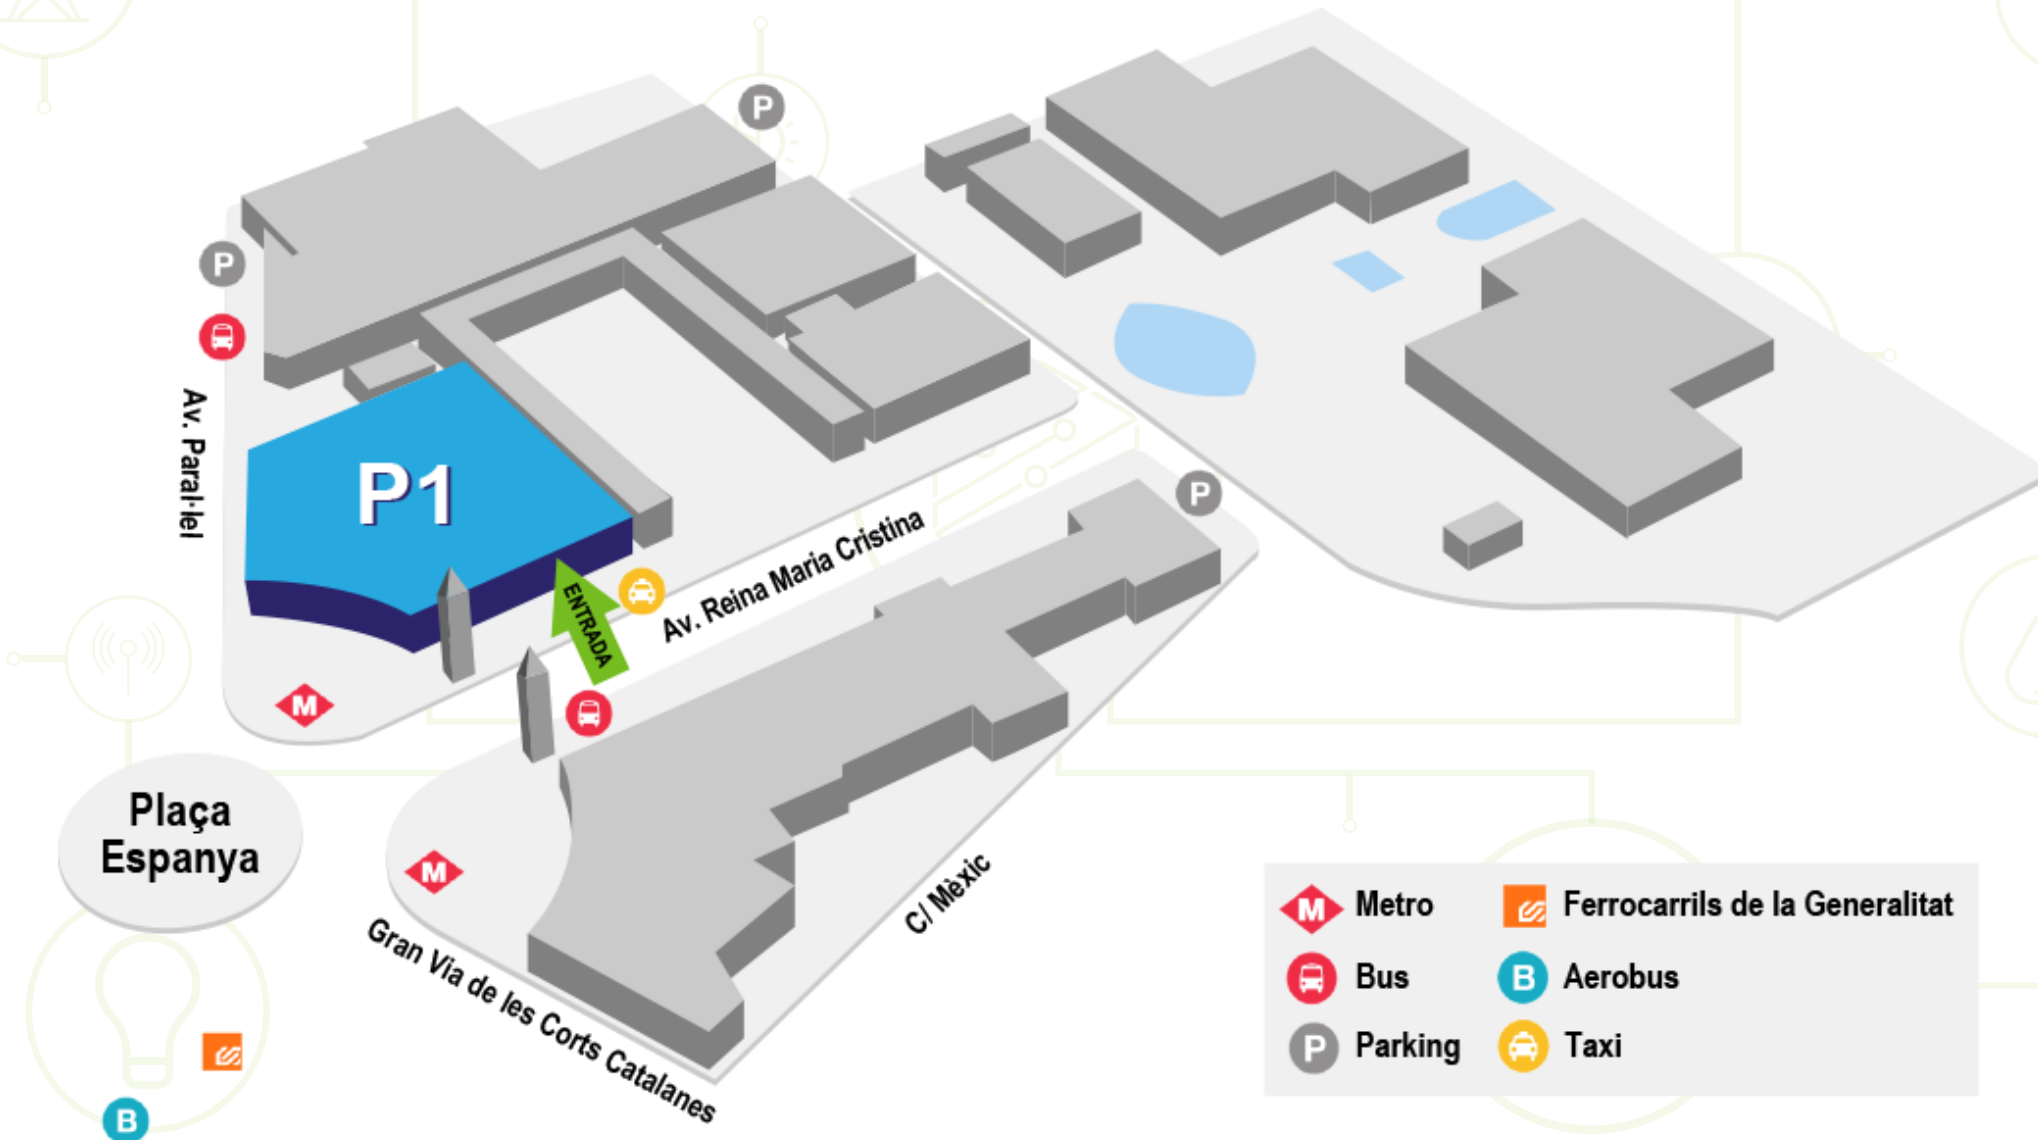 P
P
Av. Paral·lel
P1
ENTRADA
Av. Reina Maria Cristina
P
M
Plaça
Espanya
M
Gran Via de les Corts Catalanes
C/ Mèxic
B
M Metro
Ferrocarrils de la Generalitat
Bus
B Aerobus
P Parking
Taxi